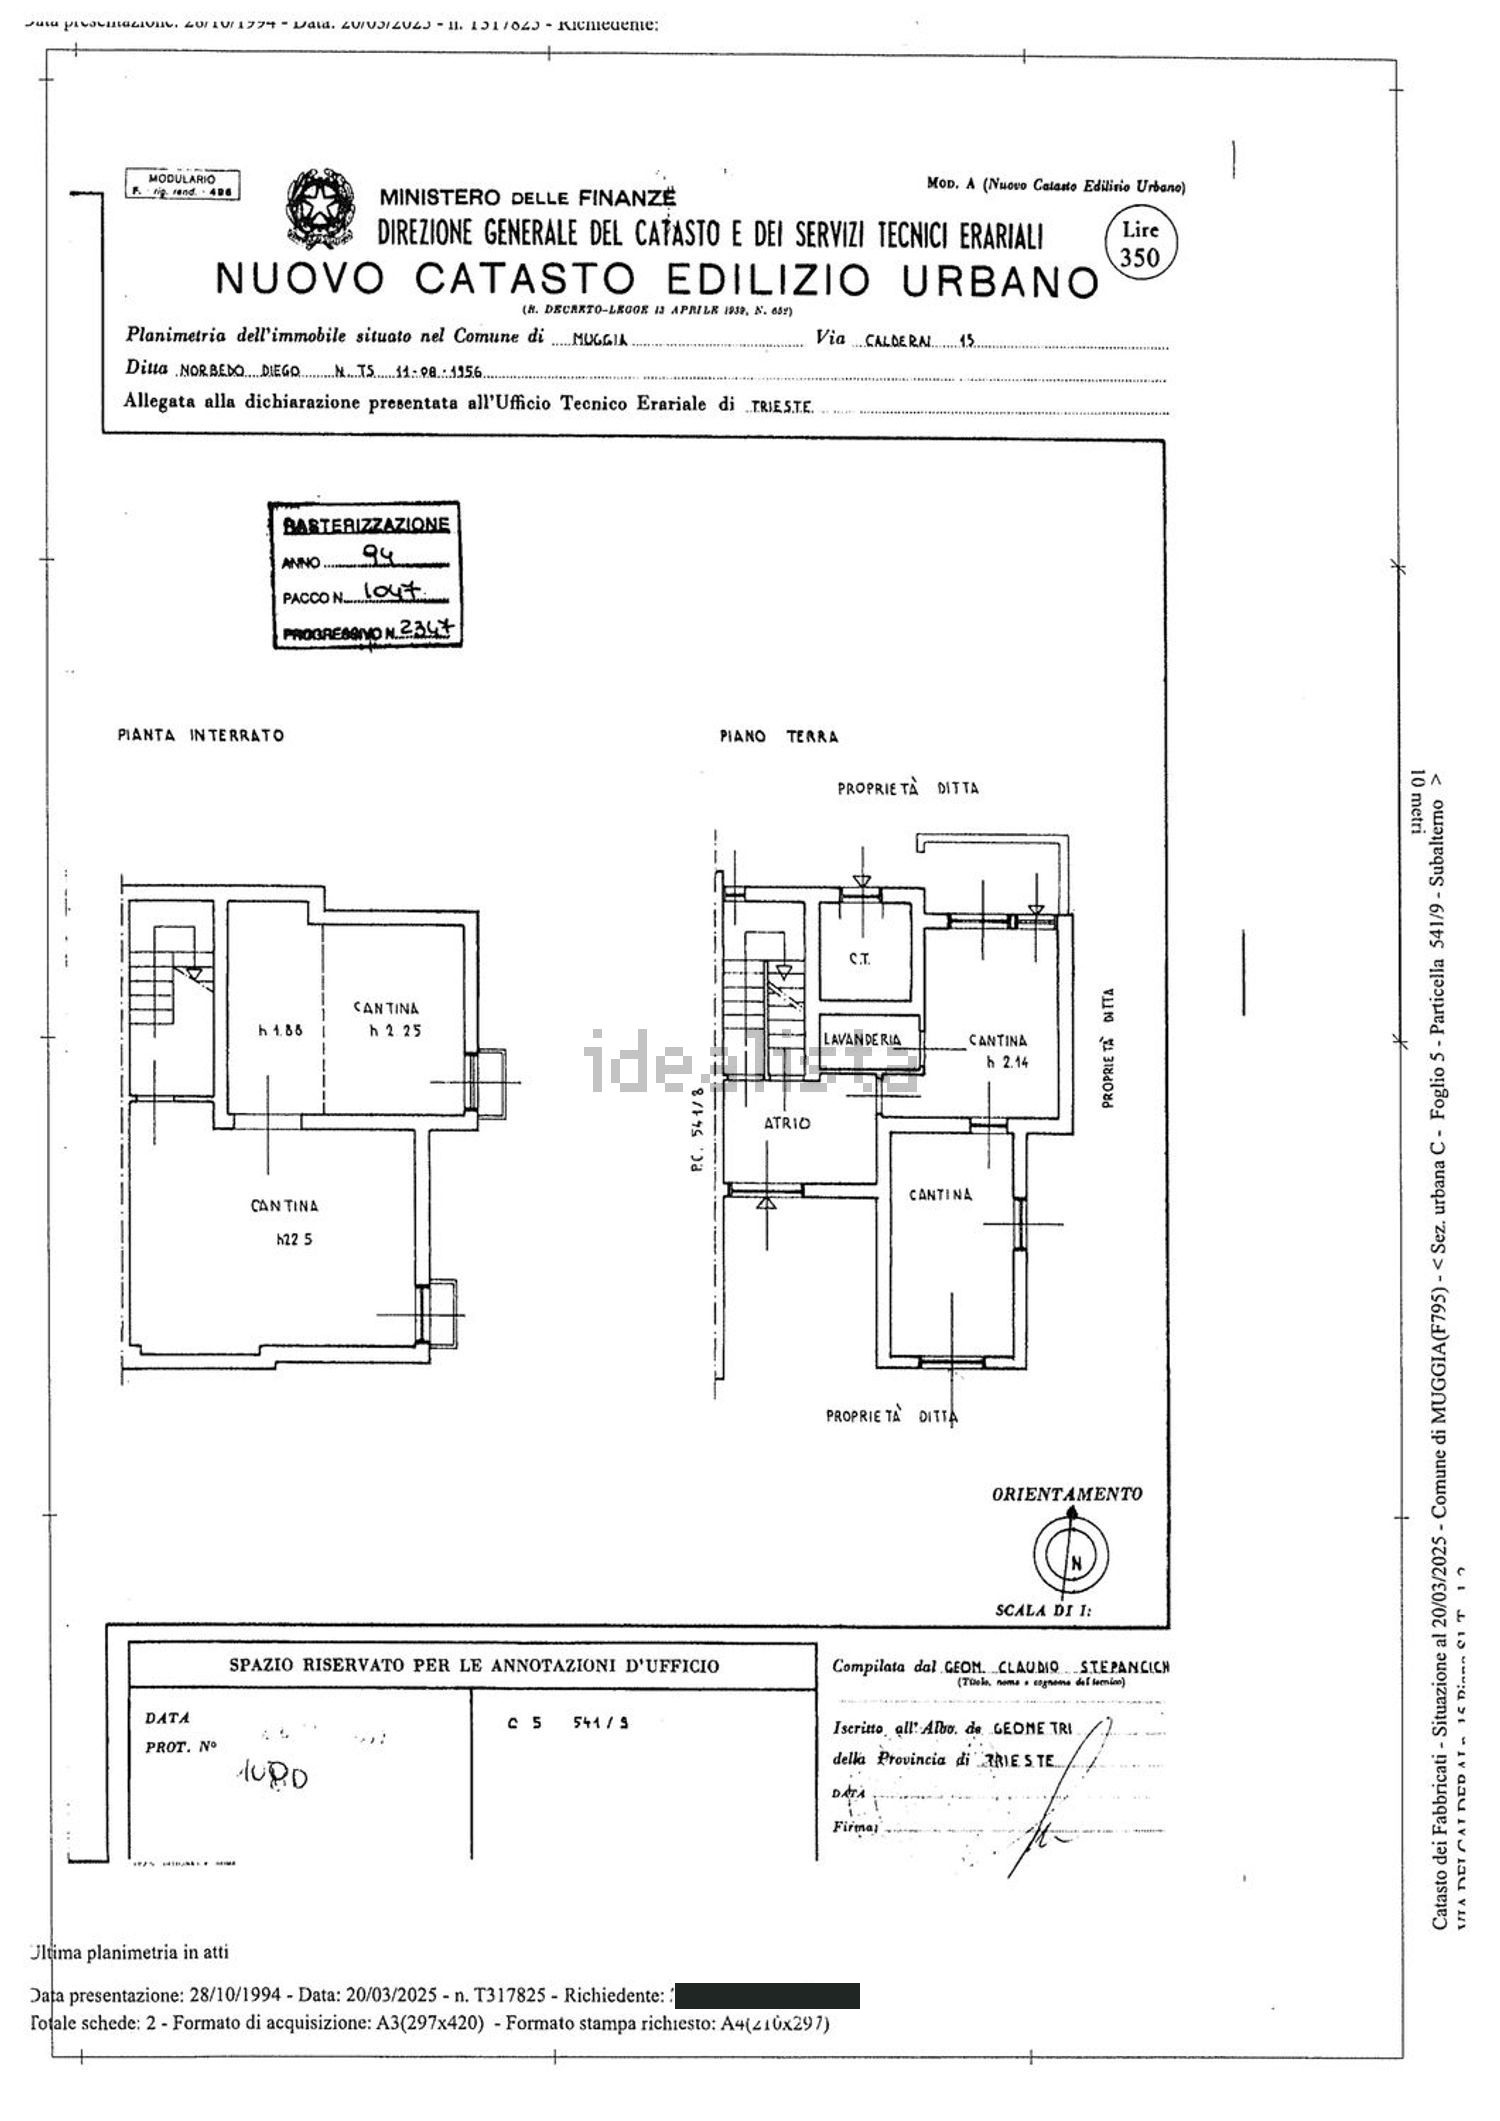 Data presentazione: 28/10/1994 - Data: 20/03/2025 - n. T317825 - Richiedente:
MODULARIO
F. - rig. rend. - 496
MINISTERO DELLE FINANZE
Mod. A (Nuovo Catasto Edilizio Urbano)
DIREZIONE GENERALE DEL CATASTO E DEI SERVIZI TECNICI ERARIALI
Lire
350
NUOVO CATASTO EDILIZIO URBANO
(R. DECRETO-LEGGE 13 APRILE 1939, N. 652)
Planimetria dell'immobile situato nel Comune di MUGGIA Via CALDERAI 15
Ditta NORBEDO DIEGO N. TS 11-08-1956
Allegata alla dichiarazione presentata all'Ufficio Tecnico Erariale di TRIESTE
RASTERIZZAZIONE
ANNO 94
PACCO N. 1047
PROGRESSIVO N. 2347
PIANTA INTERRATO
PIANO TERRA
PROPRIETÀ DITTA
CANTINA
h 2.25
h 1.88
CANTINA
h22 5
C.T.
LAVANDERIA
CANTINA
h 2.14
ATRIO
CANTINA
P.C. 541/8
PROPRIETÀ DITTA
PROPRIETÀ DITTA
idealista
ORIENTAMENTO
N
SCALA DI 1:
SPAZIO RISERVATO PER LE ANNOTAZIONI D'UFFICIO
DATA
PROT. Nº
C 5 541/9
Compilata dal GEOM. CLAUDIO STEPANCICH
(Titolo, nome e cognome del tecnico)
Iscritto all'Albo de GEOMETRI
della Provincia di TRIESTE
DATA
Firma:
Ultima planimetria in atti
Data presentazione: 28/10/1994 - Data: 20/03/2025 - n. T317825 - Richiedente:
Totale schede: 2 - Formato di acquisizione: A3(297x420) - Formato stampa richiesto: A4(210x297)
10 metri
Catasto dei Fabbricati - Situazione al 20/03/2025 - Comune di MUGGIA(F795) - < Sez. urbana C - Foglio 5 - Particella 541/9 - Subalterno >